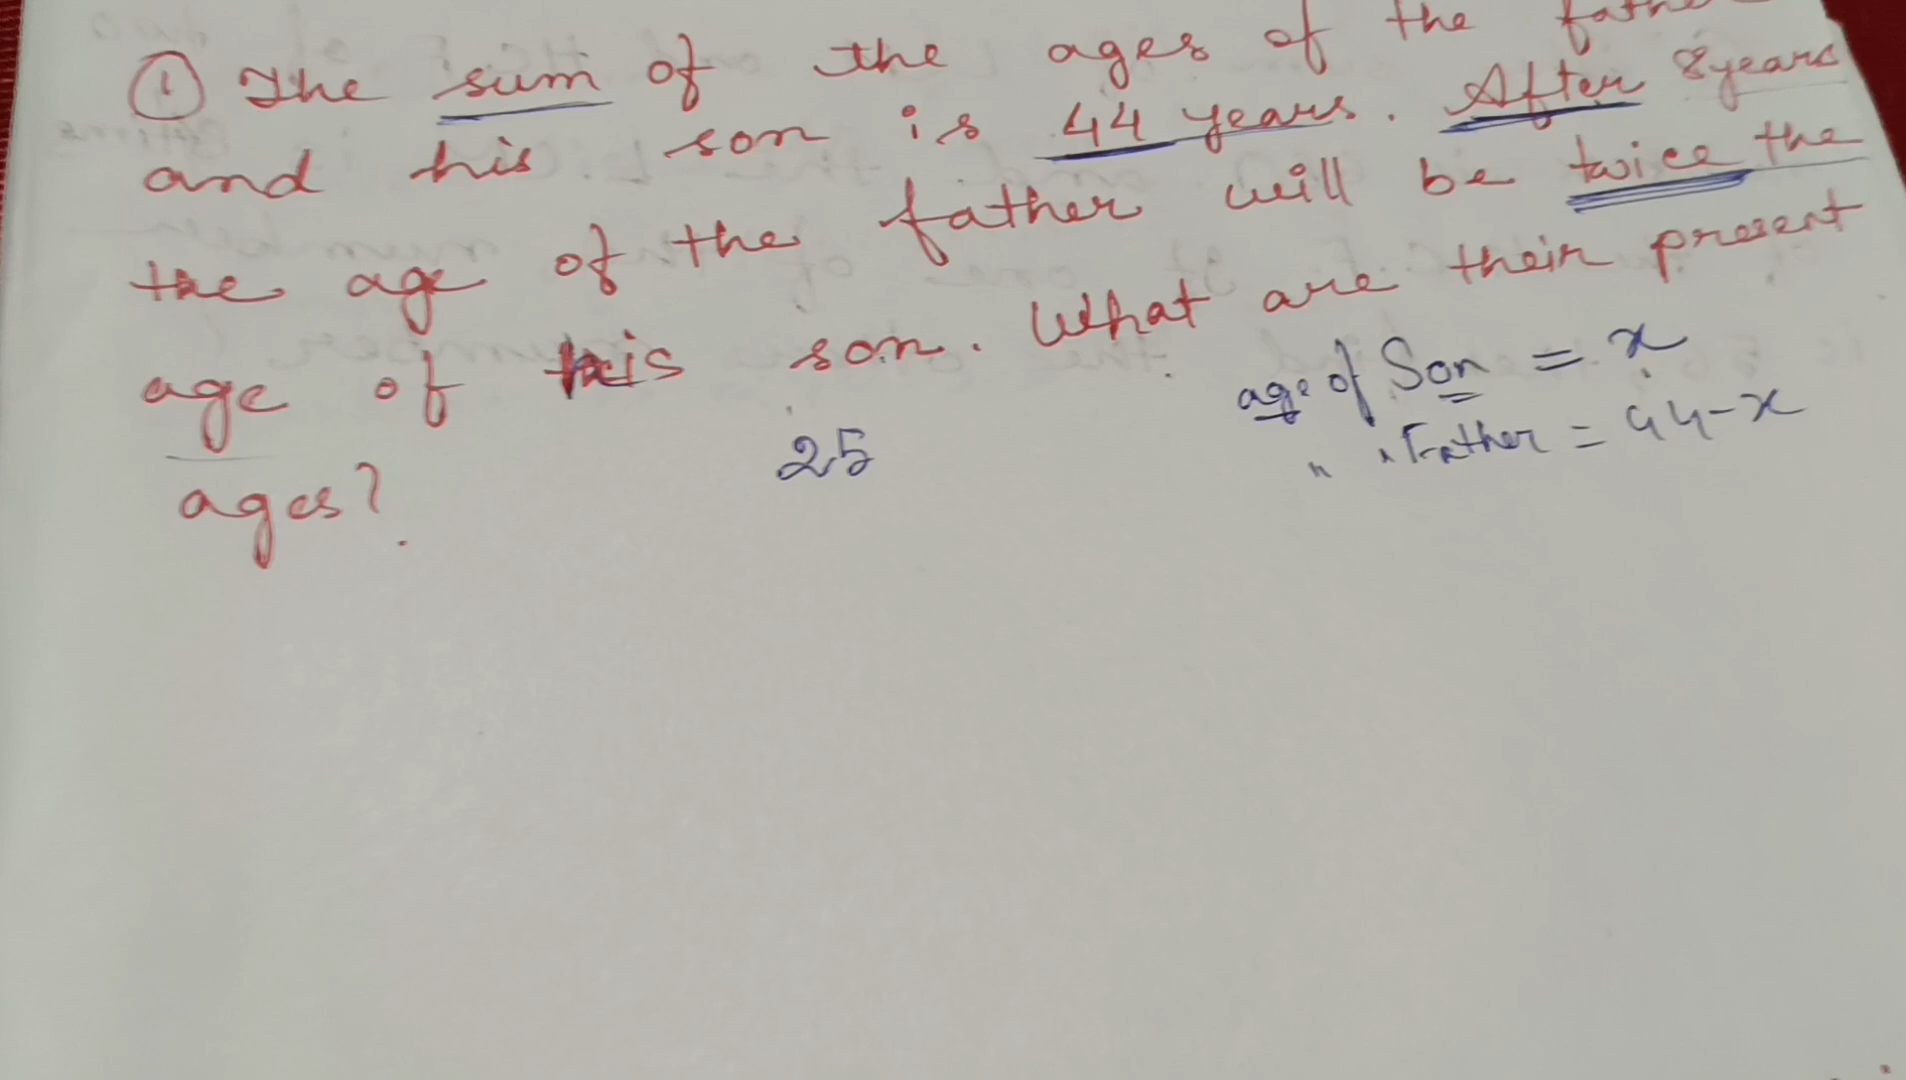 ① The sum of the ages of the
and his son is 44 years. After 8 years
the age of the father will be twice the
age of his son. What are their present
ages?
25
age of Son = x
" " Father = 44-x